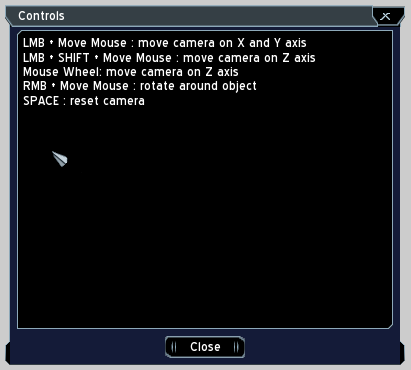 Controls
LMB + Move Mouse : move camera on X and Y axis
LMB + SHIFT + Move Mouse : move camera on Z axis
Mouse Wheel: move camera on Z axis
RMB + Move Mouse : rotate around object
SPACE : reset camera
Close